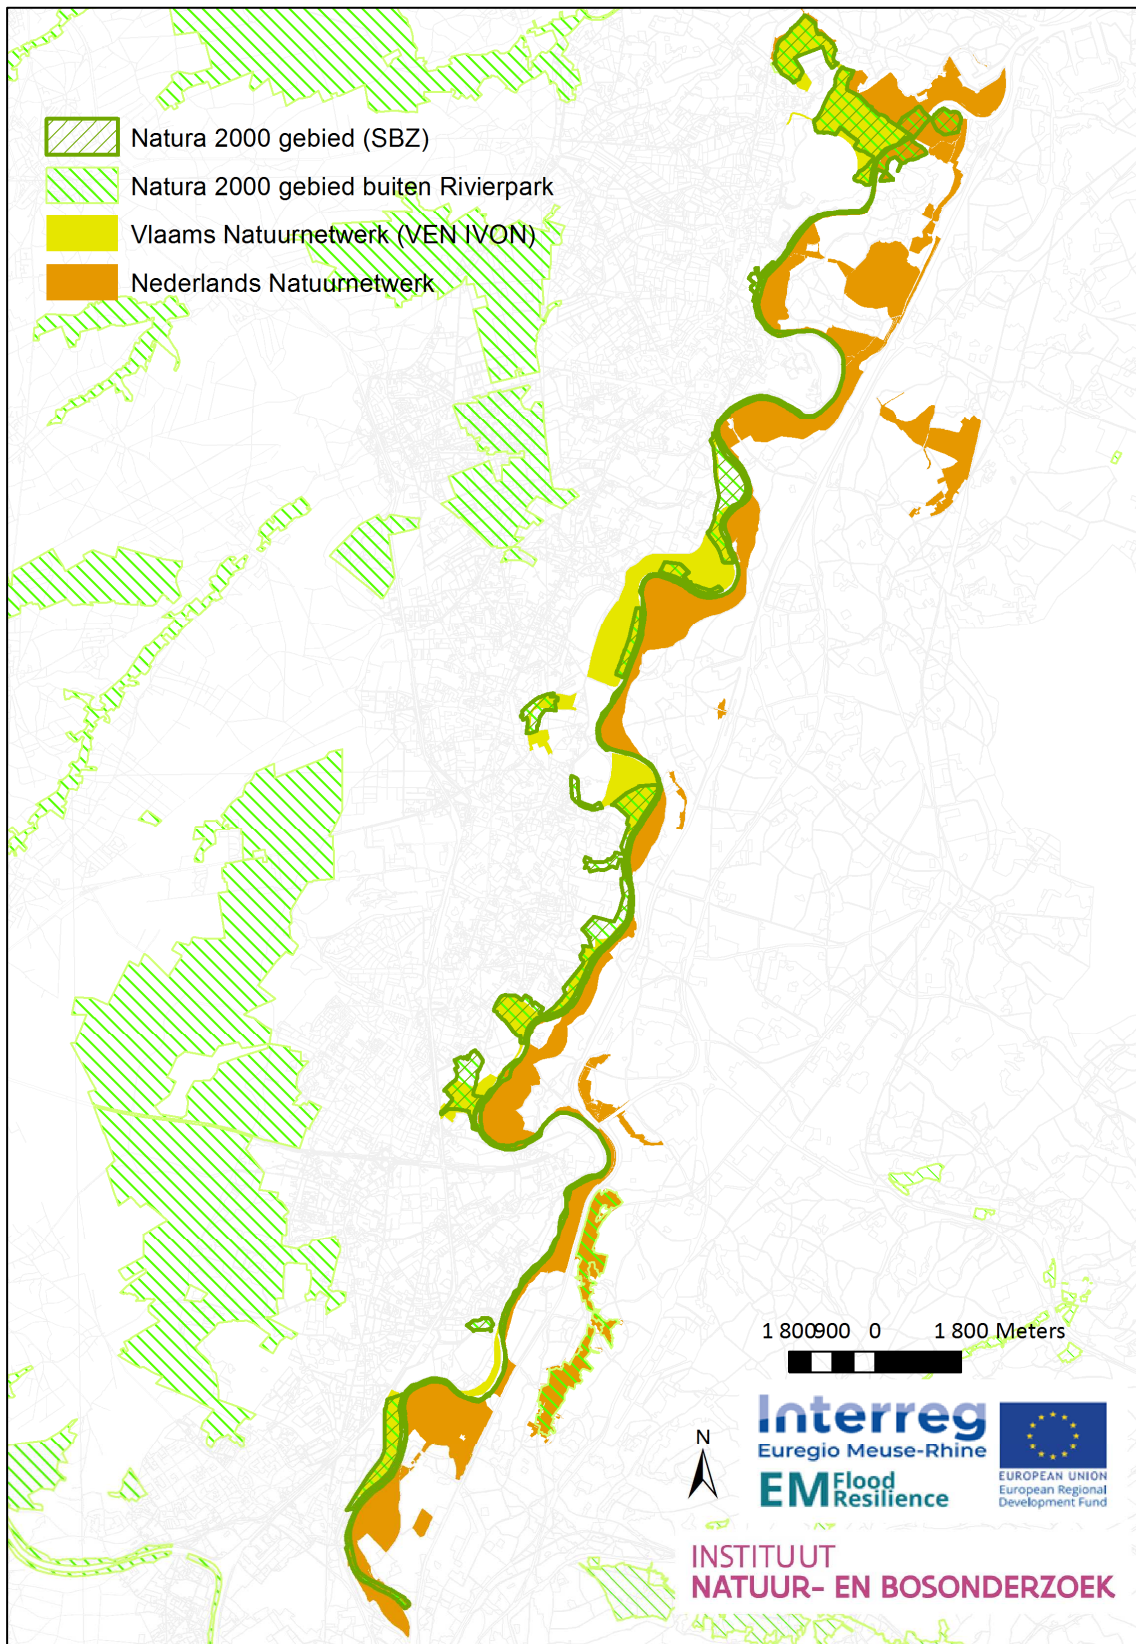 Natura 2000 gebied (SBZ)
Natura 2000 gebied buiten Rivierpark
Vlaams Natuurnetwerk (VEN IVON)
Nederlands Natuurnetwerk
1 800900 0 1 800 Meters
N
Interreg
Euregio Meuse-Rhine
EM Flood Resilience
EUROPEAN UNION
European Regional
Development Fund
INSTITUUT
NATUUR- EN BOSONDERZOEK